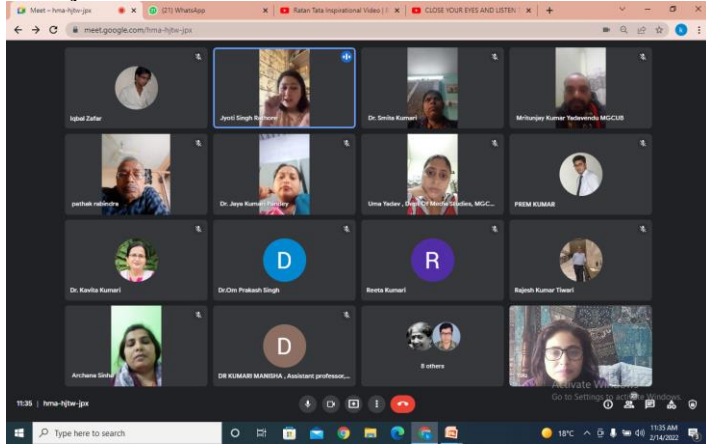 Meet – hma-hjtw-jpx
(21) WhatsApp
Ratan Tata Inspirational Video |
CLOSE YOUR EYES AND LISTEN
meet.google.com/hma-hjtw-jpx
Iqbal Zafar
Jyoti Singh
Dr. Smita Kumari
Mritunjay Kumar Yadavendu MGCUB
pathak rabindra
Dr. Jaya Kumari Pandey
Uma Yadav , Dept Of Media Studies, MGC...
PREM KUMAR
Dr. Kavita Kumari
D
Dr.Om Prakash Singh
R
Reeta Kumari
Rajesh Kumar Tiwari
Archana Sinha
D
DR KUMARI MANISHA , Assistant professor,...
8 others
Activate Windows
Go to Settings to activate Windows.
11:35 | hma-hjtw-jpx
Type here to search
18°C
11:35 AM
2/14/2022